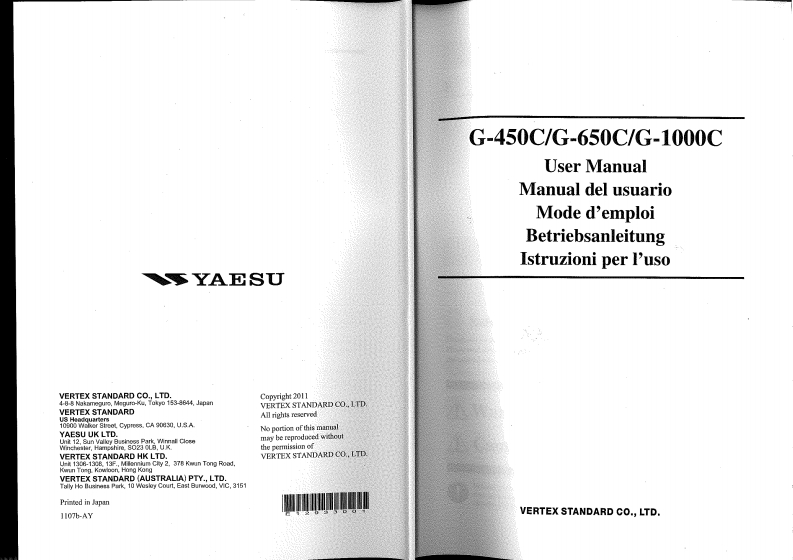 YAESU
VERTEX STANDARD CO., LTD.
4-8-8 Nakameguro, Meguro-Ku, Tokyo 153-8644, Japan
VERTEX STANDARD
US Headquarters
10900 Walker Street, Cypress, CA 90630, U.S.A.
YAESU UK LTD.
Unit 12, Sun Valley Business Park, Winnall Close
Winchester, Hampshire, SO23 0LB, U.K.
VERTEX STANDARD HK LTD.
Unit 1306-1308, 13F., Millennium City 2, 378 Kwun Tong Road,
Kwun Tong, Kowloon, Hong Kong
VERTEX STANDARD (AUSTRALIA) PTY., LTD.
Tally Ho Business Park, 10 Wesley Court, East Burwood, VIC, 3151
Printed in Japan
1107b-AY
Copyright 2011
VERTEX STANDARD CO., LTD.
All rights reserved
No portion of this manual
may be reproduced without
the permission of
VERTEX STANDARD CO., LTD.
G-450C/G-650C/G-1000C
User Manual
Manual del usuario
Mode d'emploi
Betriebsanleitung
Istruzioni per l'uso
VERTEX STANDARD CO., LTD.